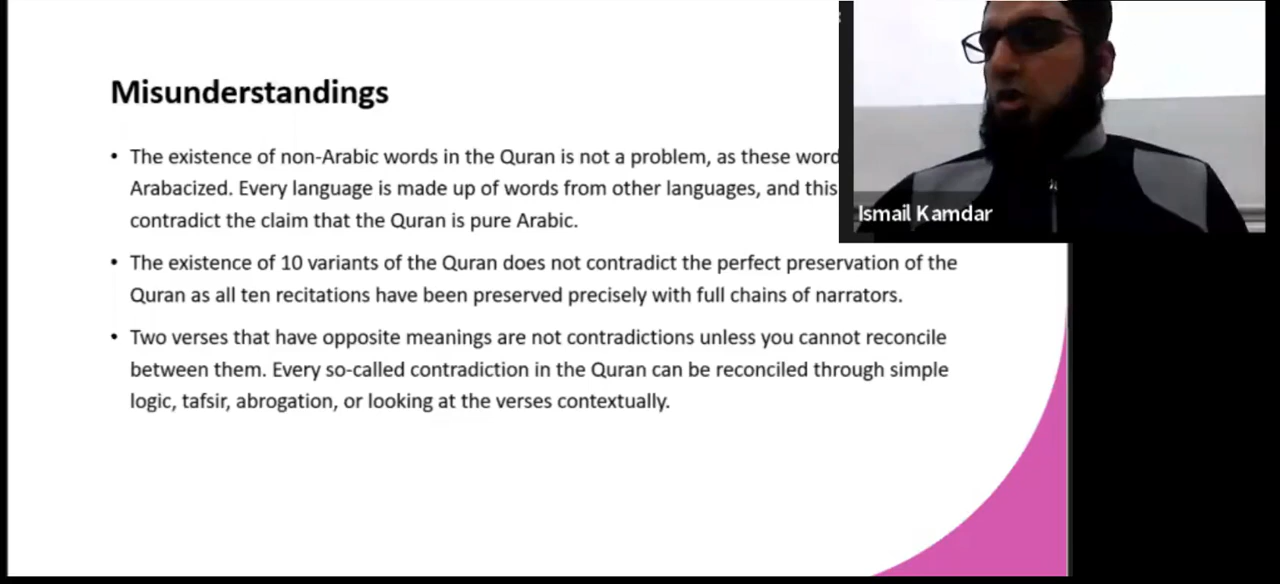 Misunderstandings
• The existence of non-Arabic words in the Quran is not a problem, as these word
Arabacized. Every language is made up of words from other languages, and this
contradict the claim that the Quran is pure Arabic.
• The existence of 10 variants of the Quran does not contradict the perfect preservation of the
Quran as all ten recitations have been preserved precisely with full chains of narrators.
• Two verses that have opposite meanings are not contradictions unless you cannot reconcile
between them. Every so-called contradiction in the Quran can be reconciled through simple
logic, tafsir, abrogation, or looking at the verses contextually.
Ismail Kamdar